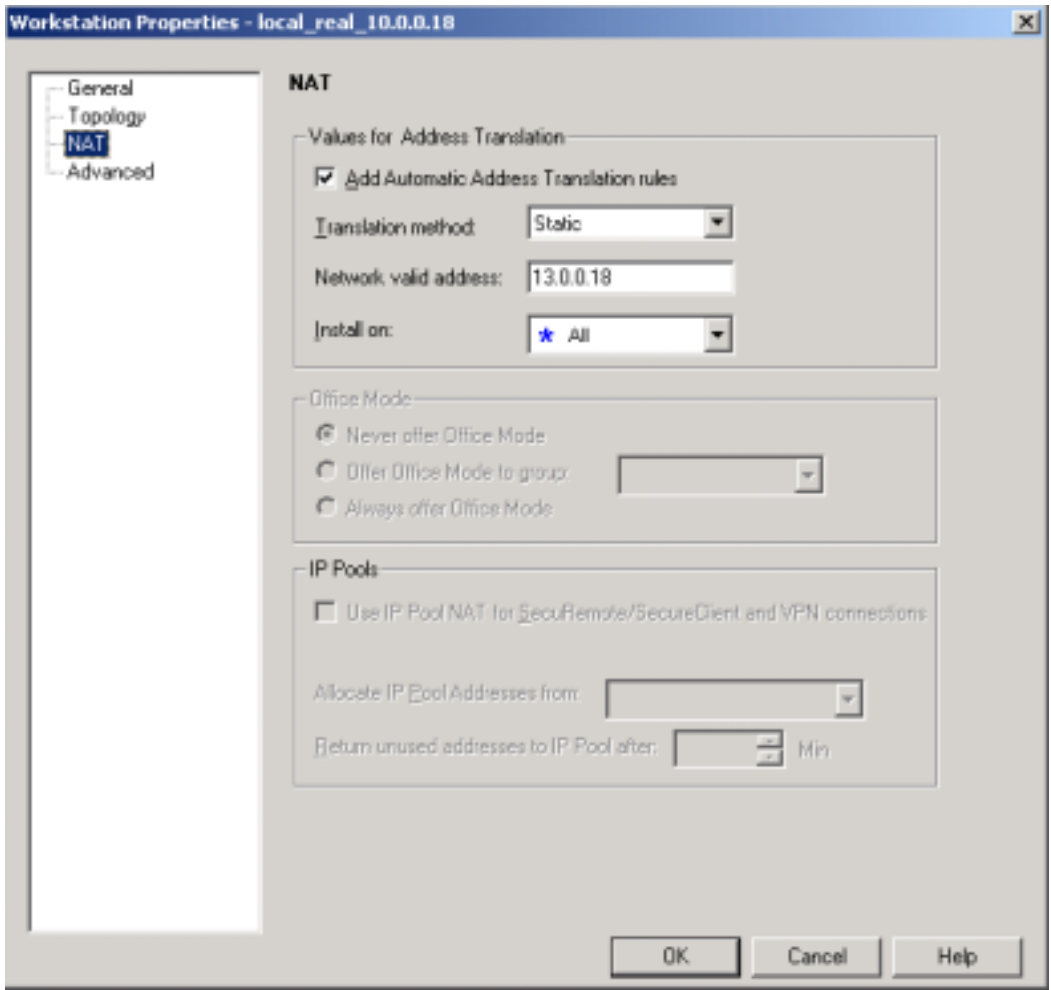 Workstation Properties - local_real_10.0.0.18
General
Topology
NAT
Advanced
NAT
Values for Address Translation
Add Automatic Address Translation rules
Translation method: Static
Network valid address: 13.0.0.18
Install on: * All
Office Mode
Never offer Office Mode
Offer Office Mode to group:
Always offer Office Mode
IP Pools
Use IP Pool NAT for SecuRemote/SecureClient and VPN connections
Allocate IP Pool Addresses from:
Return unused addresses to IP Pool after: Min
OK Cancel Help